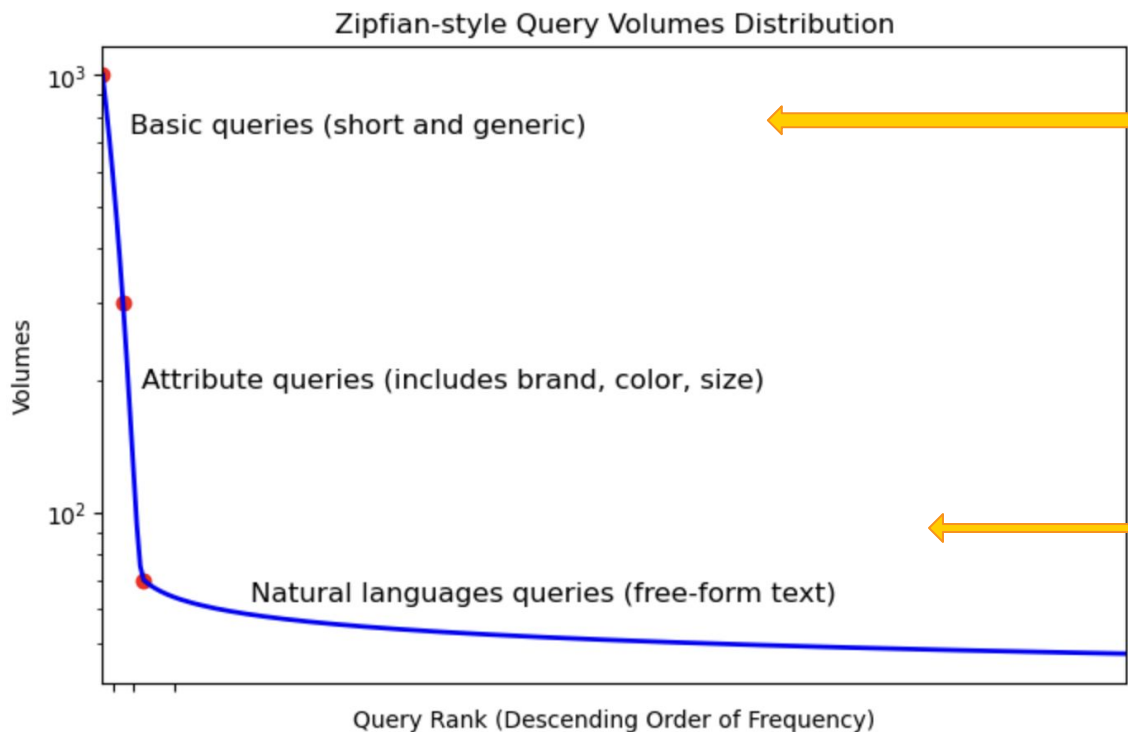 Zipfian-style Query Volumes Distribution
10³
Basic queries (short and generic)
Volumes
Attribute queries (includes brand, color, size)
10²
Natural languages queries (free-form text)
Query Rank (Descending Order of Frequency)